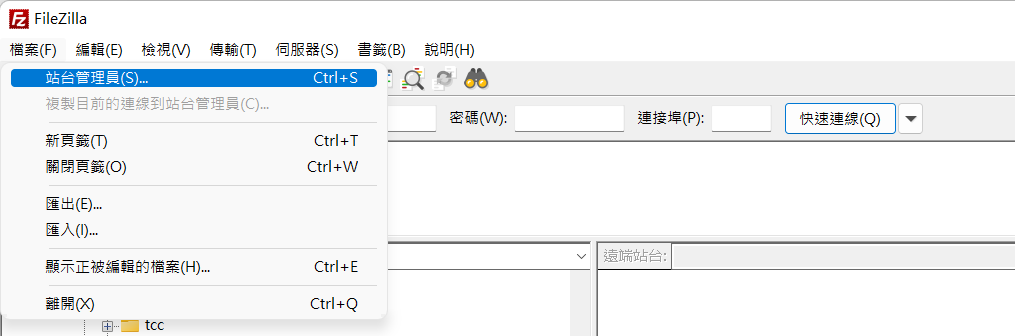 FileZilla
檔案(F) 編輯(E) 檢視(V) 傳輸(T) 伺服器(S) 書籤(B) 說明(H)
站台管理員(S)... Ctrl+S
複製目前的連線到站台管理員(C)...
密碼(W): 連接埠(P): 快速連線(Q)
新頁籤(T) Ctrl+T
關閉頁籤(O) Ctrl+W
匯出(E)...
匯入(I)...
遠端站台:
顯示正被編輯的檔案(H)... Ctrl+E
離開(X) Ctrl+Q
tcc